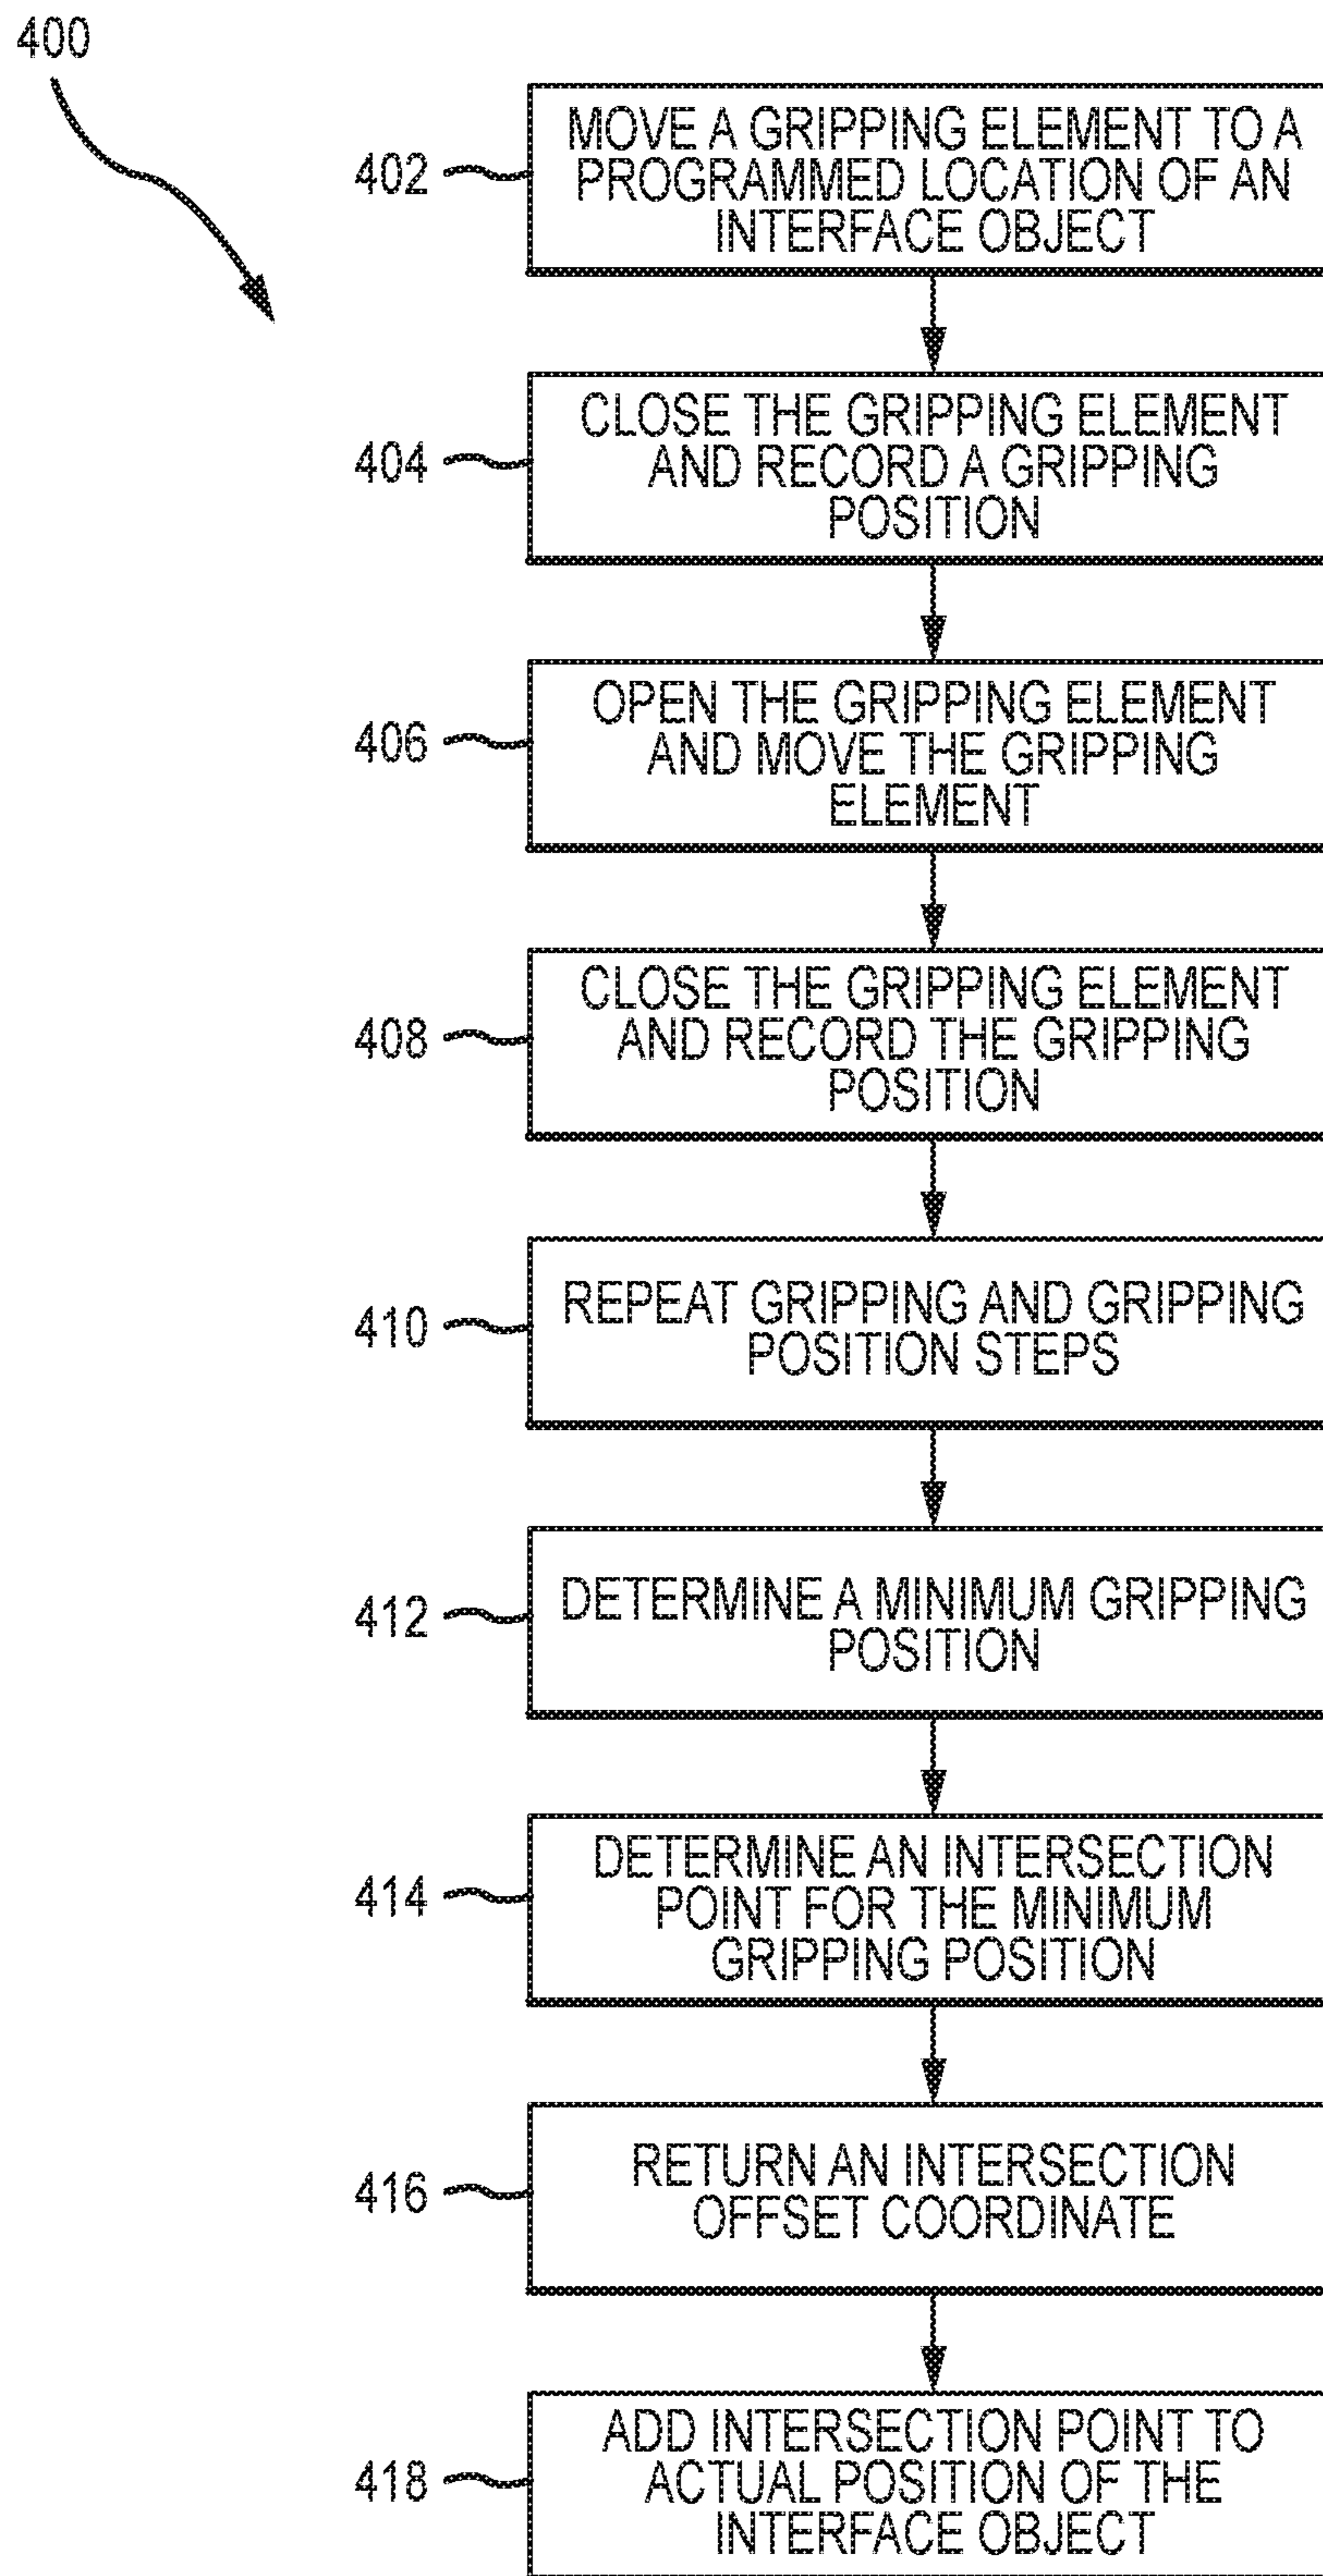 400
402
MOVE A GRIPPING ELEMENT TO A
PROGRAMMED LOCATION OF AN
INTERFACE OBJECT
404
CLOSE THE GRIPPING ELEMENT
AND RECORD A GRIPPING
POSITION
406
OPEN THE GRIPPING ELEMENT
AND MOVE THE GRIPPING
ELEMENT
408
CLOSE THE GRIPPING ELEMENT
AND RECORD THE GRIPPING
POSITION
410
REPEAT GRIPPING AND GRIPPING
POSITION STEPS
412
DETERMINE A MINIMUM GRIPPING
POSITION
414
DETERMINE AN INTERSECTION
POINT FOR THE MINIMUM
GRIPPING POSITION
416
RETURN AN INTERSECTION
OFFSET COORDINATE
418
ADD INTERSECTION POINT TO
ACTUAL POSITION OF THE
INTERFACE OBJECT